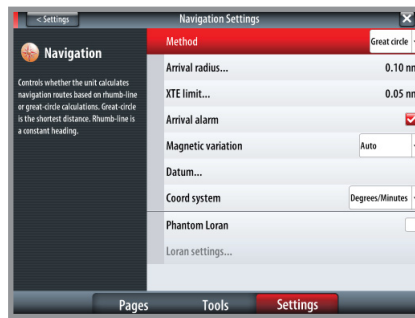 < Settings
Navigation Settings
X
Navigation
Controls whether the unit calculates
navigation routes based on rhumb-line
or great-circle calculations. Great-circle
is the shortest distance. Rhumb-line is
a constant heading.
Method Great circle
Arrival radius... 0.10 nm
XTE limit... 0.05 nm
Arrival alarm
Magnetic variation Auto
Datum...
Coord system Degrees/Minutes
Phantom Loran
Loran settings...
Pages Tools Settings